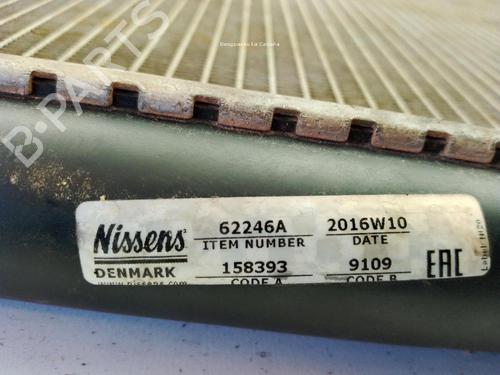 Desguaces La Cabaña
B-PARTS
Nissens
DENMARK
www.nissens.com
62246A
ITEM NUMBER
158393
CODE A
2016W10
DATE
9109
CODE B
EAC